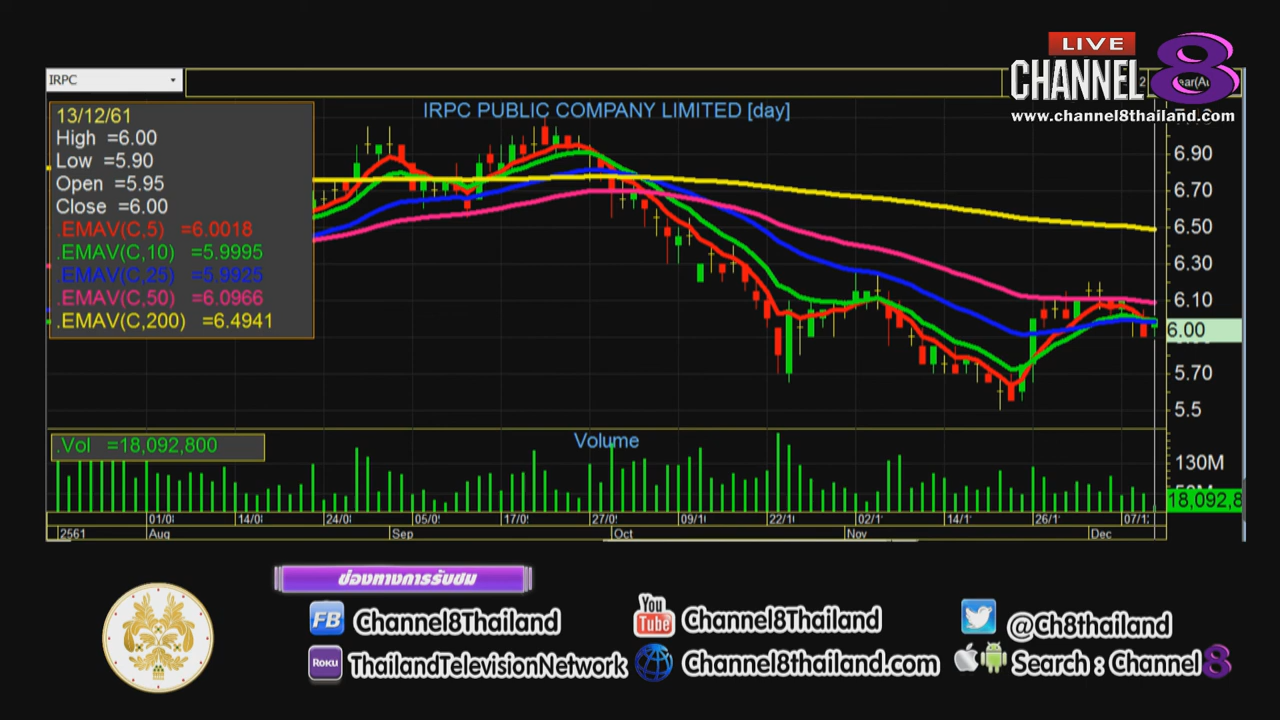 LIVE
CHANNEL 8
www.channel8thailand.com
IRPC
IRPC PUBLIC COMPANY LIMITED [day]
13/12/61
High =6.00
Low =5.90
Open =5.95
Close =6.00
.EMAV(C,5) =6.0018
.EMAV(C,10) =5.9995
.EMAV(C,25) =5.9925
.EMAV(C,50) =6.0966
.EMAV(C,200) =6.4941
6.90
6.70
6.50
6.30
6.10
6.00
5.70
5.5
.Vol =18,092,800
Volume
130M
18,092,8
01/0
14/0
24/0
05/0
17/0
27/0
09/1
22/1
02/1
14/1
26/1
07/1
2561 Aug Sep Oct Nov Dec
ช่องทางการรับชม
FB Channel8Thailand
You Tube Channel8Thailand
@Ch8thailand
Roku ThailandTelevisionNetwork
Channel8thailand.com
Search : Channel 8